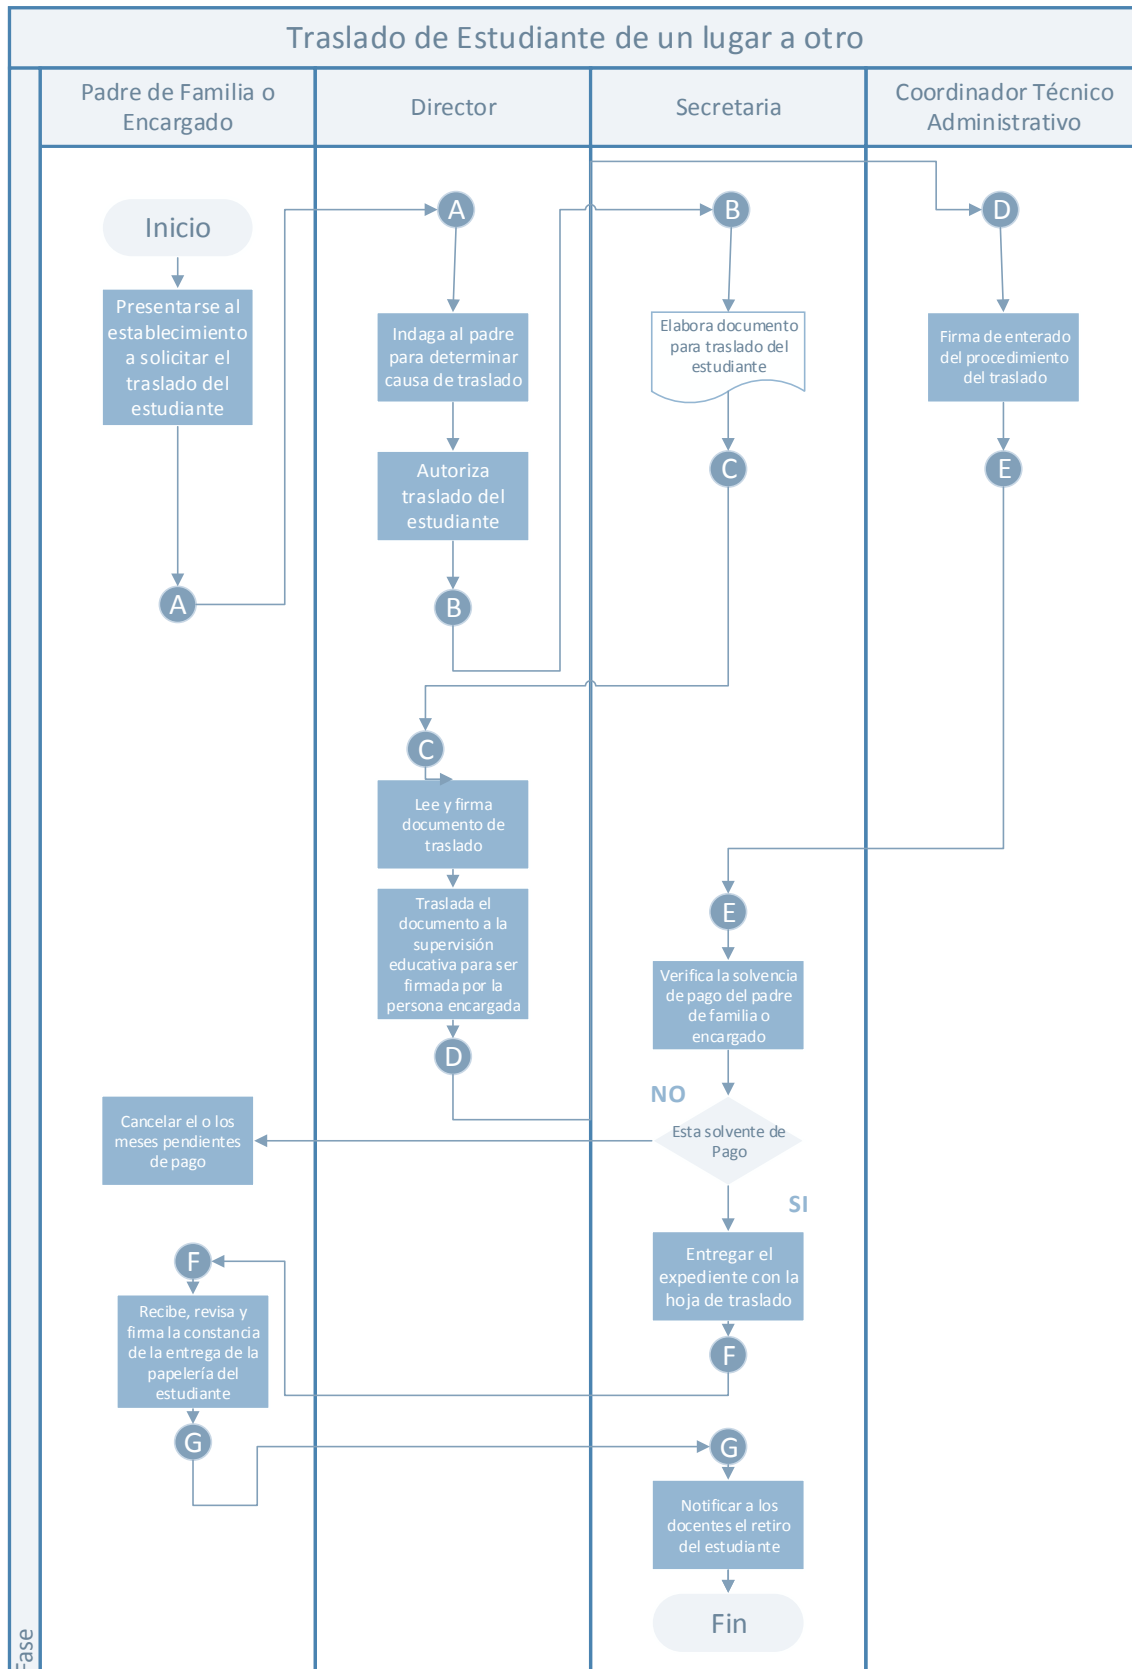 Traslado de Estudiante de un lugar a otro
Padre de Familia o
Encargado
Director
Secretaria
Coordinador Técnico
Administrativo
Inicio
Presentarse al
establecimiento
a solicitar el
traslado del
estudiante
A
A
Indaga al padre
para determinar
causa de traslado
Autoriza
traslado del
estudiante
B
B
Elabora documento
para traslado del
estudiante
C
C
Lee y firma
documento de
traslado
Traslada el
documento a la
supervisión
educativa para ser
firmada por la
persona encargada
D
D
Firma de enterado
del procedimiento
del traslado
E
E
Verifica la solvencia
de pago del padre
de familia o
encargado
Esta solvente de
Pago
NO
Cancelar el o los
meses pendientes
de pago
SI
Entregar el
expediente con la
hoja de traslado
F
F
Recibe, revisa y
firma la constancia
de la entrega de la
papelería del
estudiante
G
G
Notificar a los
docentes el retiro
del estudiante
Fin
Fase